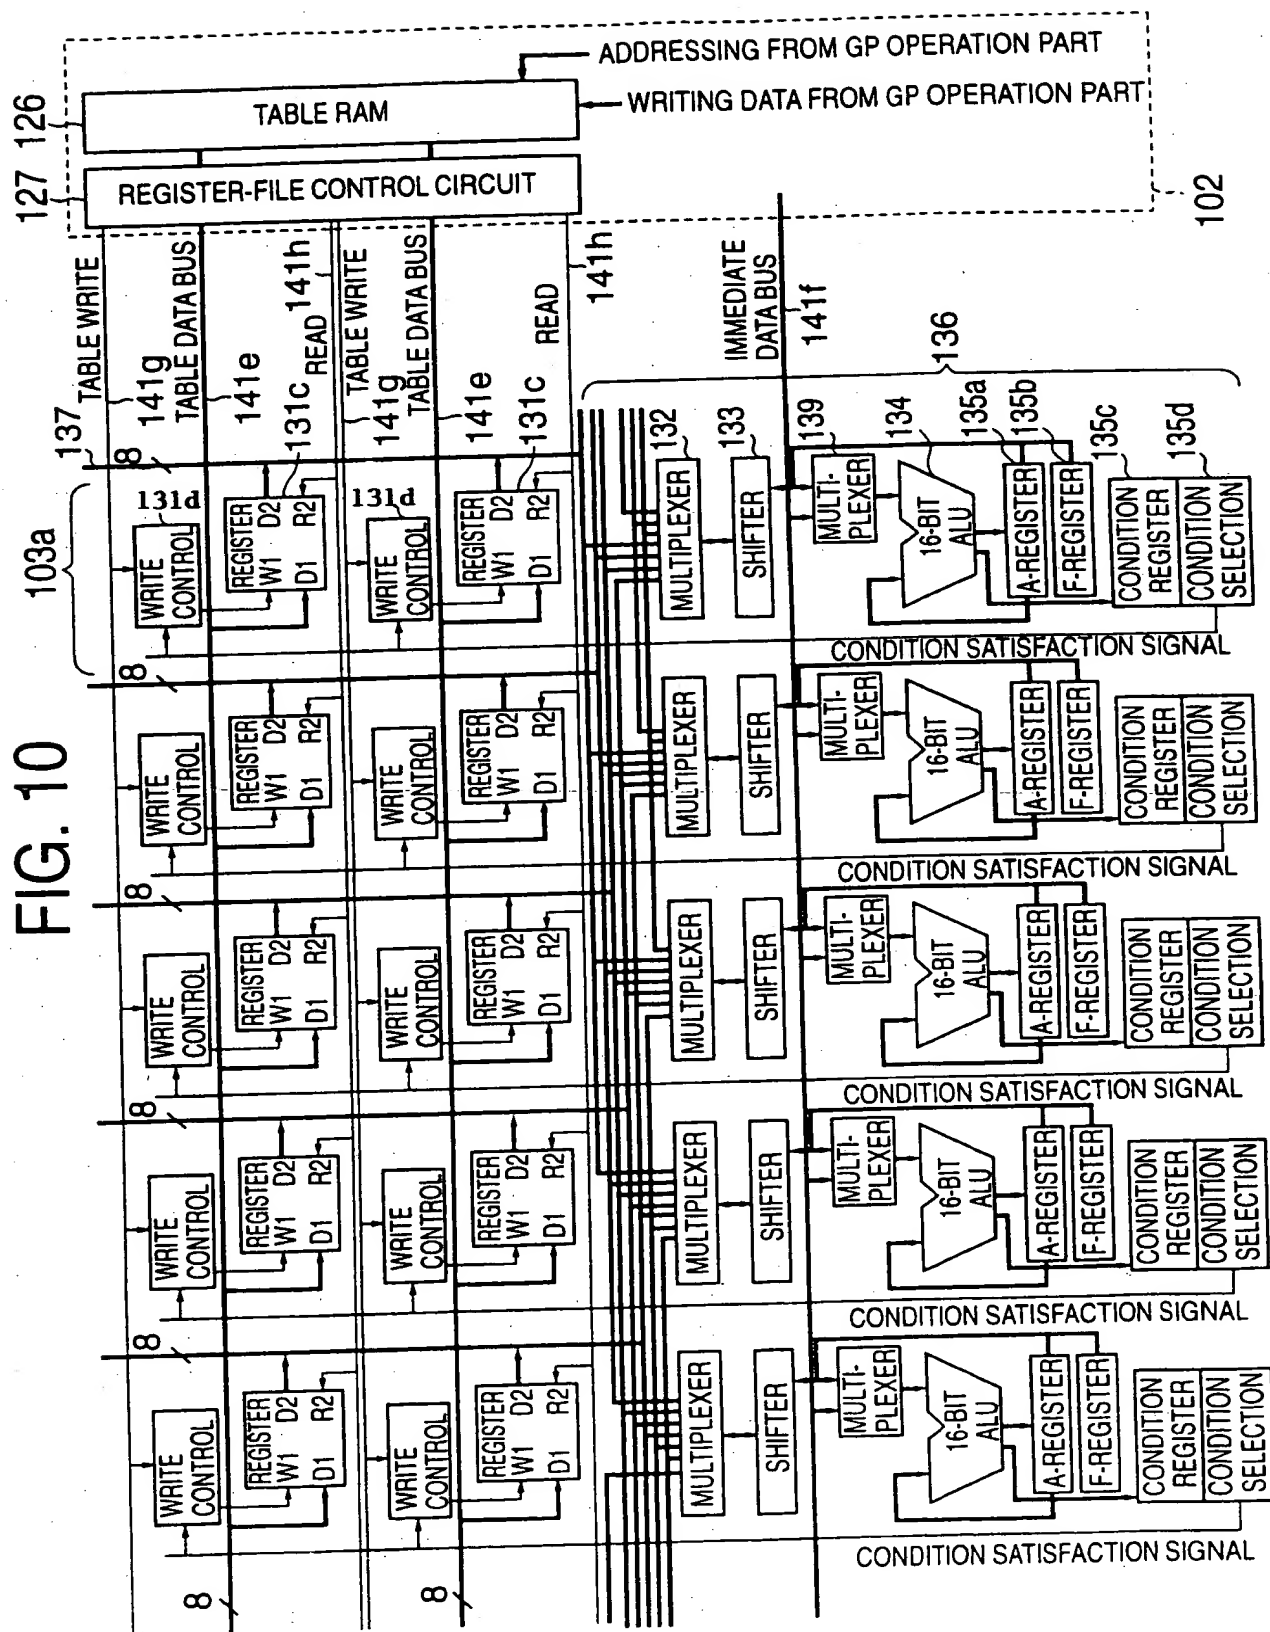 FIG. 10
126
TABLE RAM
ADDRESSING FROM GP OPERATION PART
WRITING DATA FROM GP OPERATION PART
127
REGISTER-FILE CONTROL CIRCUIT
102
TABLE WRITE
141g
TABLE DATA BUS
141e
141h
READ
TABLE WRITE
141g
TABLE DATA BUS
141e
READ
141h
IMMEDIATE
DATA BUS
141f
136
103a
137
8
131d
WRITE
CONTROL
131c
REGISTER
W1 D2
D1 R2
131d
WRITE
CONTROL
131c
REGISTER
W1 D2
D1 R2
132
MULTIPLEXER
133
SHIFTER
139
MULTI-
PLEXER
134
16-BIT
ALU
135a
A-REGISTER
135b
F-REGISTER
135c
CONDITION
REGISTER
135d
CONDITION
SELECTION
CONDITION SATISFACTION SIGNAL
8
WRITE
CONTROL
REGISTER
W1 D2
D1 R2
WRITE
CONTROL
REGISTER
W1 D2
D1 R2
MULTIPLEXER
SHIFTER
MULTI-
PLEXER
16-BIT
ALU
A-REGISTER
F-REGISTER
CONDITION
REGISTER
CONDITION
SELECTION
CONDITION SATISFACTION SIGNAL
8
WRITE
CONTROL
REGISTER
W1 D2
D1 R2
WRITE
CONTROL
REGISTER
W1 D2
D1 R2
MULTIPLEXER
SHIFTER
MULTI-
PLEXER
16-BIT
ALU
A-REGISTER
F-REGISTER
CONDITION
REGISTER
CONDITION
SELECTION
CONDITION SATISFACTION SIGNAL
8
WRITE
CONTROL
REGISTER
W1 D2
D1 R2
WRITE
CONTROL
REGISTER
W1 D2
D1 R2
MULTIPLEXER
SHIFTER
MULTI-
PLEXER
16-BIT
ALU
A-REGISTER
F-REGISTER
CONDITION
REGISTER
CONDITION
SELECTION
CONDITION SATISFACTION SIGNAL
8
WRITE
CONTROL
REGISTER
W1 D2
D1 R2
WRITE
CONTROL
REGISTER
W1 D2
D1 R2
MULTIPLEXER
SHIFTER
MULTI-
PLEXER
16-BIT
ALU
A-REGISTER
F-REGISTER
CONDITION
REGISTER
CONDITION
SELECTION
CONDITION SATISFACTION SIGNAL
8
8